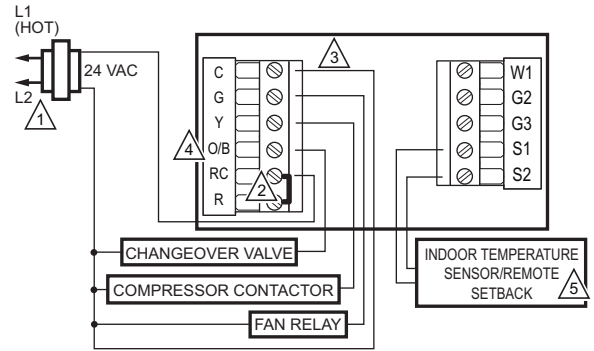 L1
(HOT)
24 VAC
L2
1
C
G
Y
O/B
RC
R
2
3
4
W1
G2
G3
S1
S2
CHANGEOVER VALVE
COMPRESSOR CONTACTOR
FAN RELAY
INDOOR TEMPERATURE
SENSOR/REMOTE
SETBACK
5